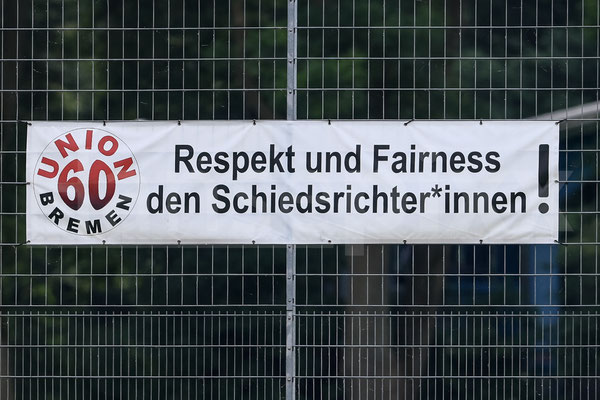 UNION
60
BREMEN
Respekt und Fairness
den Schiedsrichter*innen!